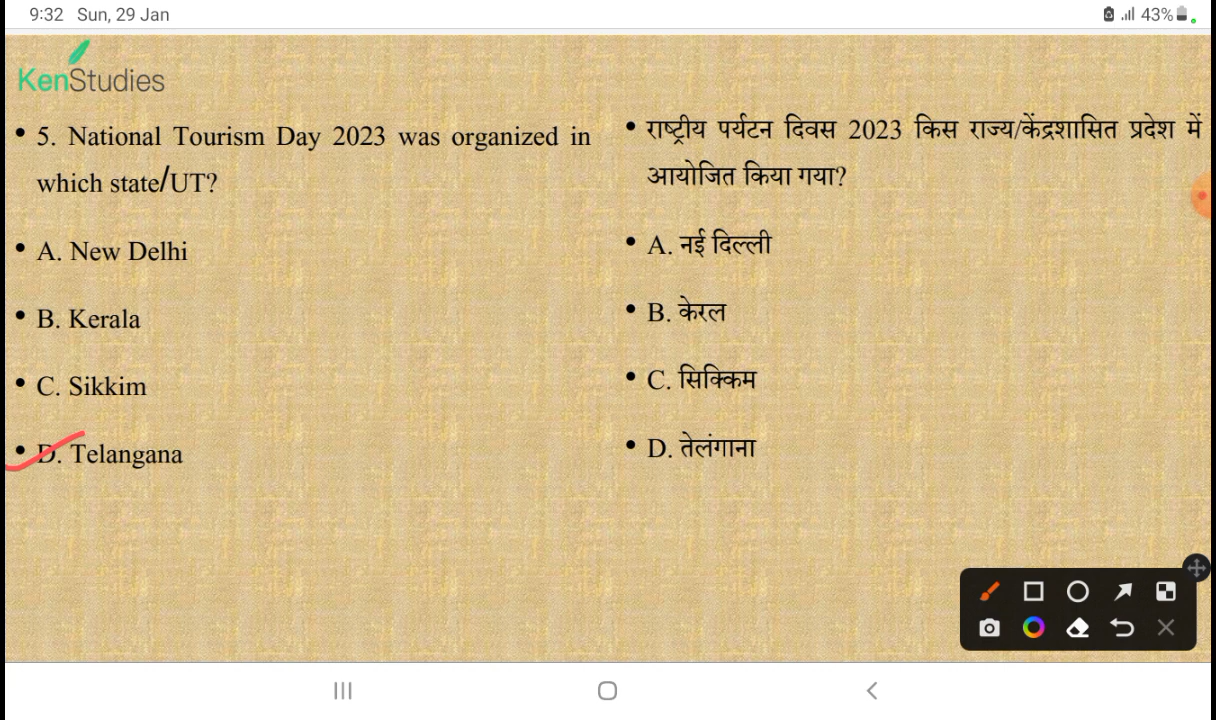 9:32 Sun, 29 Jan
43%
KenStudies
• 5. National Tourism Day 2023 was organized in
which state/UT?
• A. New Delhi
• B. Kerala
• C. Sikkim
• D. Telangana
• राष्ट्रीय पर्यटन दिवस 2023 किस राज्य/केंद्रशासित प्रदेश में
आयोजित किया गया?
• A. नई दिल्ली
• B. केरल
• C. सिक्किम
• D. तेलंगाना